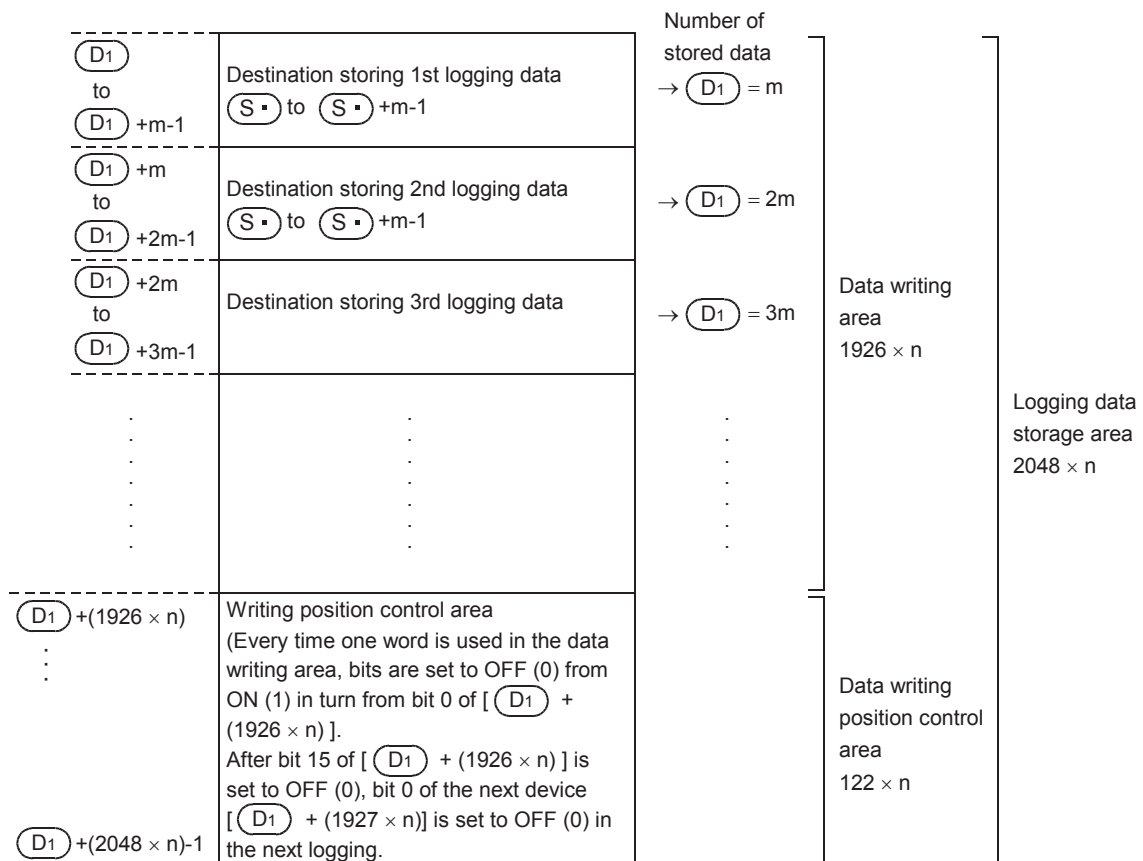 Number of
stored data
D1
to
D1 +m-1
Destination storing 1st logging data
S· to S· +m-1
→ D1 = m
D1 +m
to
D1 +2m-1
Destination storing 2nd logging data
S· to S· +m-1
→ D1 = 2m
D1 +2m
to
D1 +3m-1
Destination storing 3rd logging data
→ D1 = 3m
Data writing
area
1926 × n
Logging data
storage area
2048 × n
D1 +(1926 × n)
D1 +(2048 × n)-1
Writing position control area
(Every time one word is used in the data
writing area, bits are set to OFF (0) from
ON (1) in turn from bit 0 of [ D1 +
(1926 × n) ].
After bit 15 of [ D1 + (1926 × n) ] is
set to OFF (0), bit 0 of the next device
[ D1 + (1927 × n)] is set to OFF (0) in
the next logging.
Data writing
position control
area
122 × n